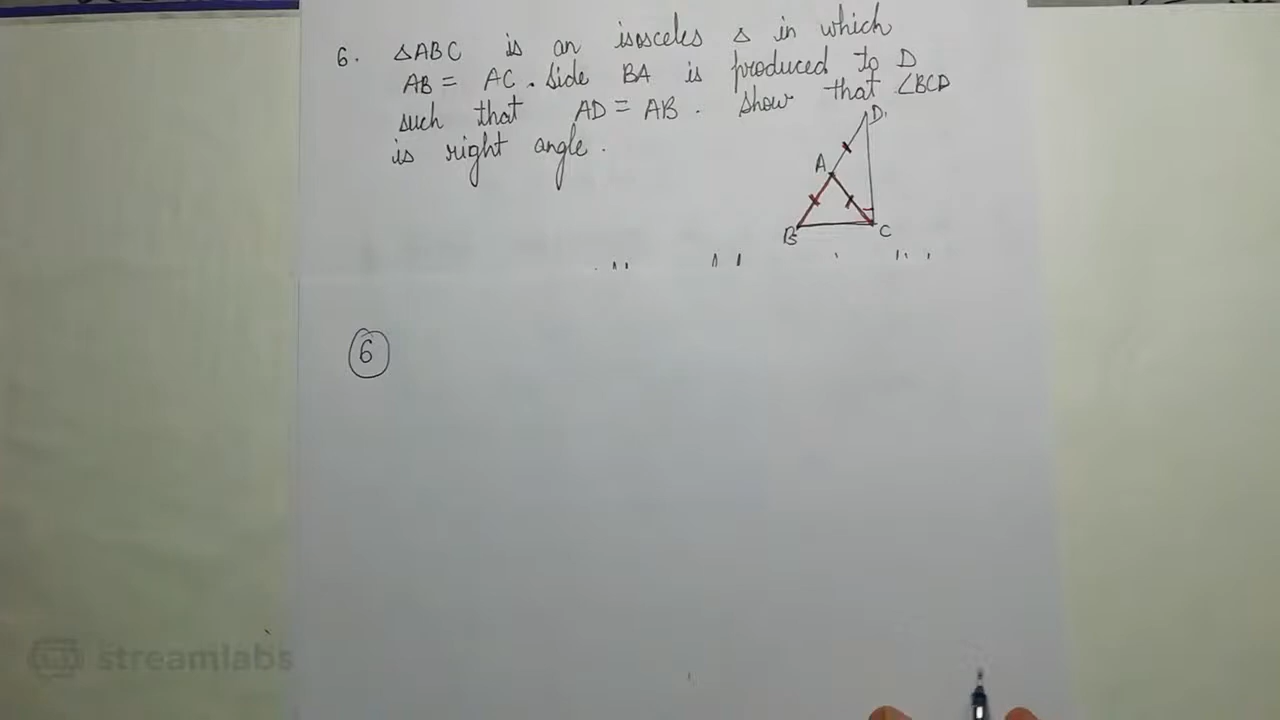 6. △ABC is an isosceles △ in which
AB = AC. Side BA is produced to D
such that AD = AB. Show that ∠BCD
is right angle.
D
A
B
C
6
streamlabs